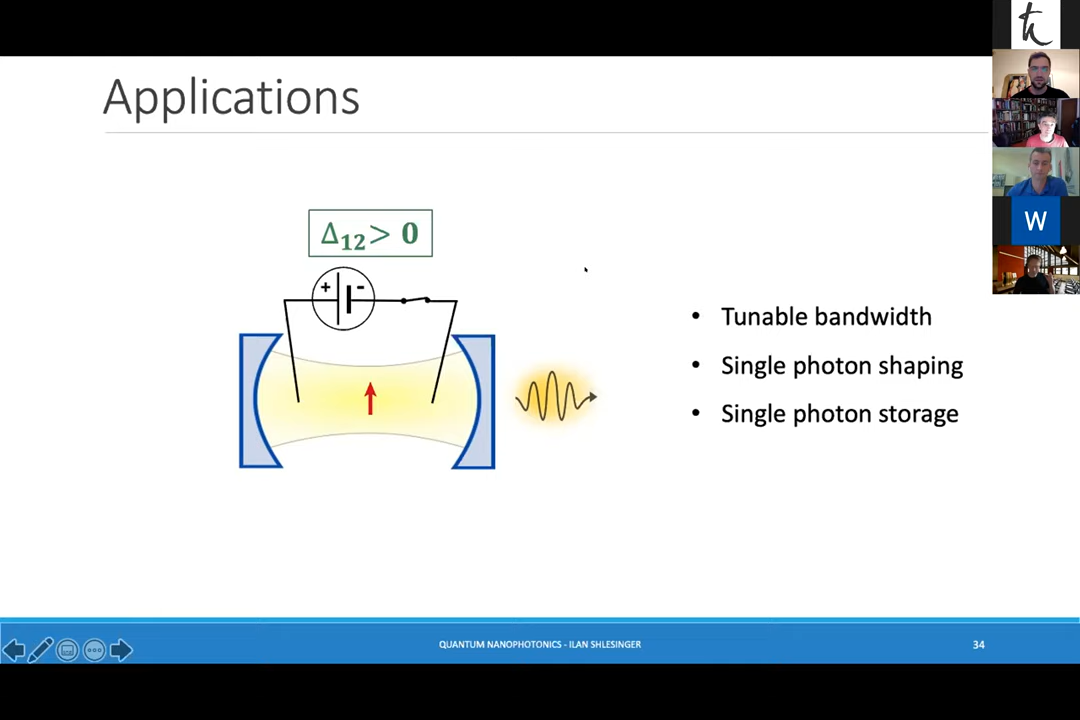 Applications
Δ₁₂> 0
+ -
• Tunable bandwidth
• Single photon shaping
• Single photon storage
W
QUANTUM NANOPHOTONICS - ILAN SHLESINGER
34